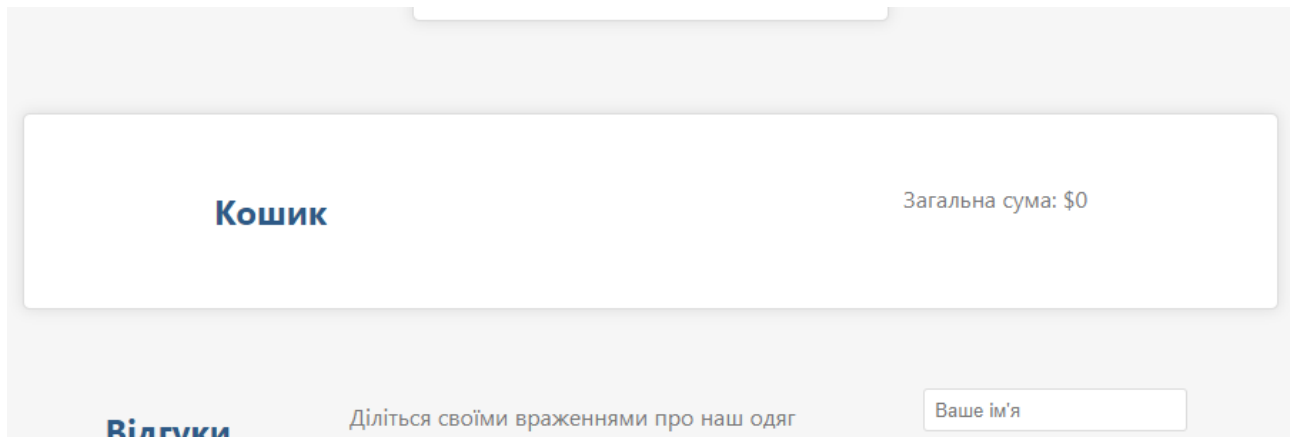 Кошик
Загальна сума: $0
Відгуки
Діліться своїми враженнями про наш одяг
Ваше ім'я